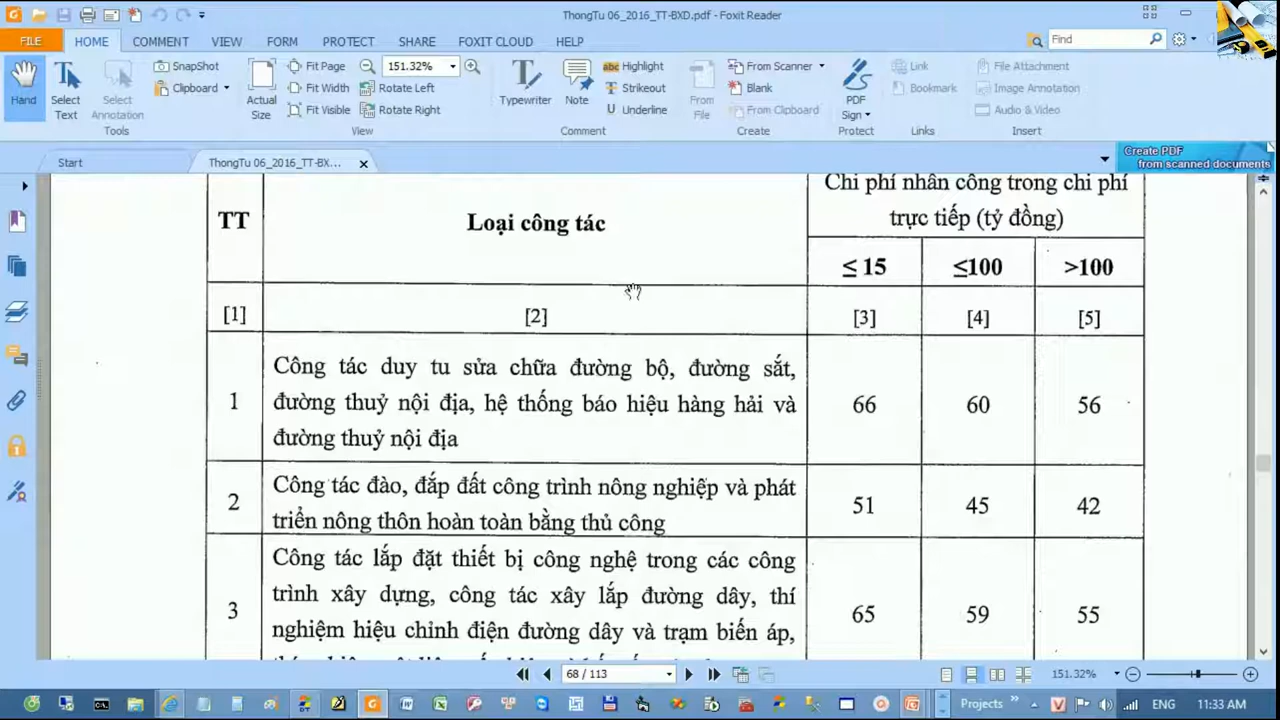 ThongTu 06_2016_TT-BXD.pdf - Foxit Reader
FILE HOME COMMENT VIEW FORM PROTECT SHARE FOXIT CLOUD HELP Find
Hand
Select Text
Select Annotation
SnapShot
Clipboard
Tools
Actual Size
Fit Page
Fit Width
Fit Visible
151.32%
Rotate Left
Rotate Right
View
Typewriter
Note
Highlight
Strikeout
Underline
Comment
From File
From Scanner
Blank
From Clipboard
Create
PDF Sign
Protect
Link
Bookmark
Links
File Attachment
Image Annotation
Audio & Video
Insert
Start
ThongTu 06_2016_TT-BX...
Create PDF
from scanned documents
TT
Loại công tác
Chi phí nhân công trong chi phí
trực tiếp (tỷ đồng)
≤ 15 ≤100 >100
[1] [2] [3] [4] [5]
1
Công tác duy tu sửa chữa đường bộ, đường sắt,
đường thuỷ nội địa, hệ thống báo hiệu hàng hải và
đường thuỷ nội địa
66 60 56
2
Công tác đào, đắp đất công trình nông nghiệp và phát
triển nông thôn hoàn toàn bằng thủ công
51 45 42
3
Công tác lắp đặt thiết bị công nghệ trong các công
trình xây dựng, công tác xây lắp đường dây, thí
nghiệm hiệu chỉnh điện đường dây và trạm biến áp,
65 59 55
68 / 113
151.32%
Projects
ENG
11:33 AM